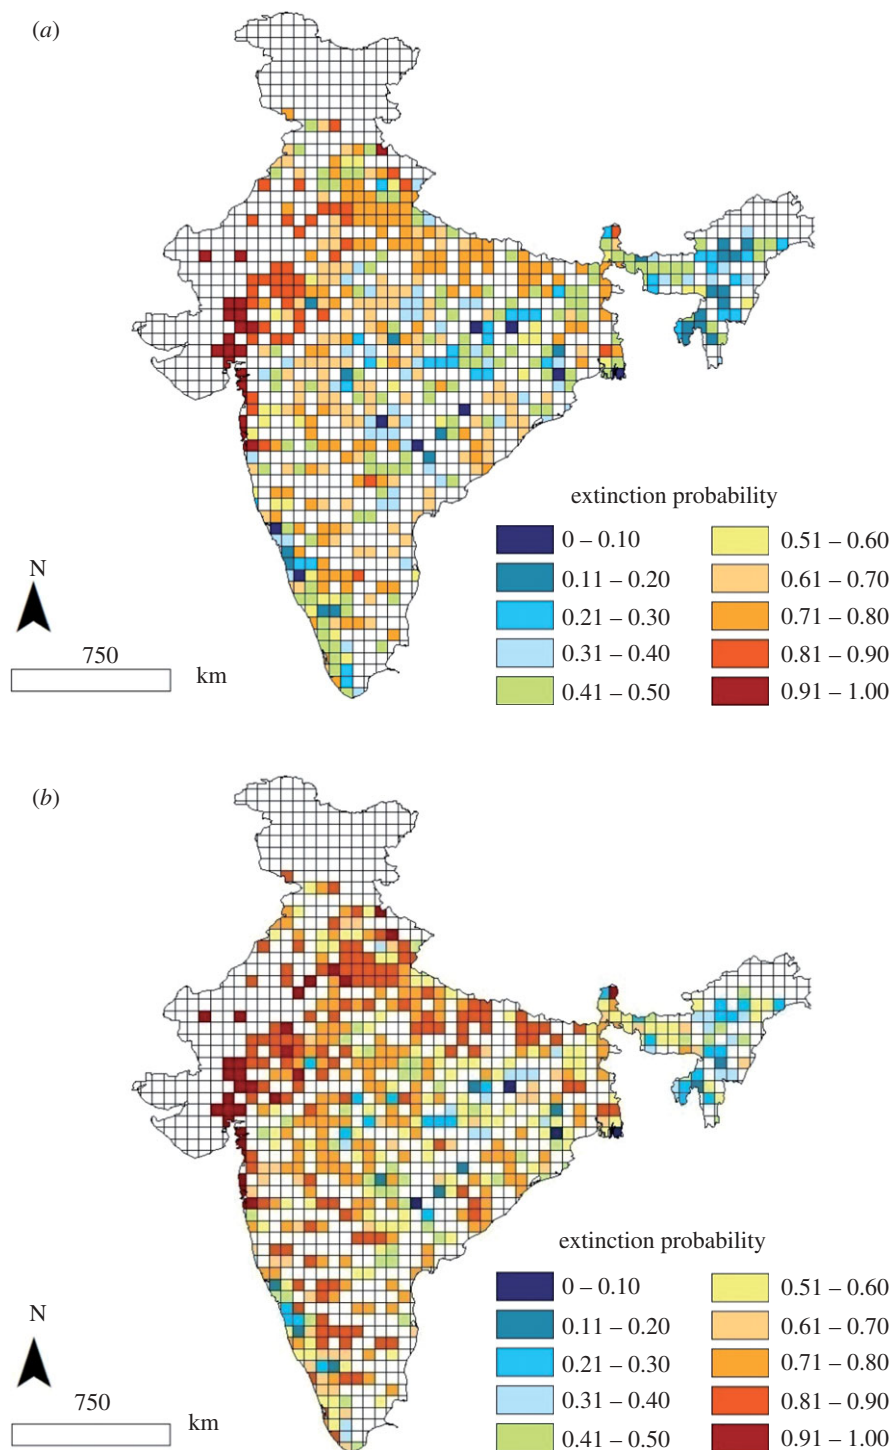 (a)
extinction probability
0 – 0.10
0.51 – 0.60
0.11 – 0.20
0.61 – 0.70
0.21 – 0.30
0.71 – 0.80
0.31 – 0.40
0.81 – 0.90
0.41 – 0.50
0.91 – 1.00
N
750
km
(b)
extinction probability
0 – 0.10
0.51 – 0.60
0.11 – 0.20
0.61 – 0.70
0.21 – 0.30
0.71 – 0.80
0.31 – 0.40
0.81 – 0.90
0.41 – 0.50
0.91 – 1.00
N
750
km